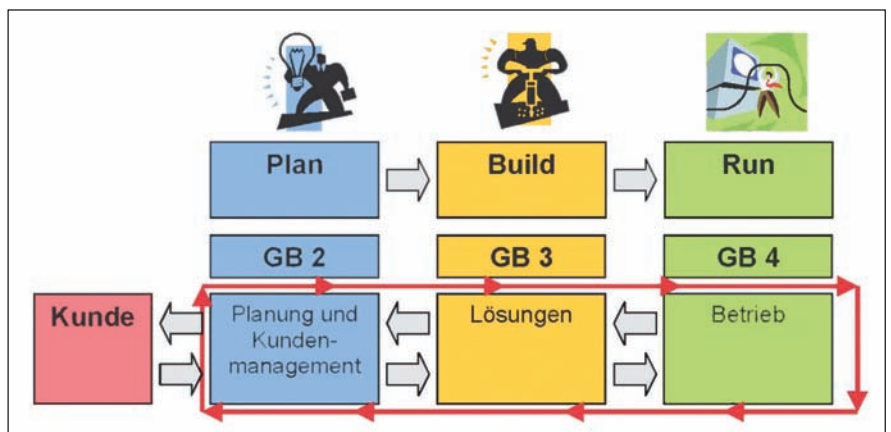 Plan
Build
Run
GB 2
GB 3
GB 4
Kunde
Planung und
Kunden-
management
Lösungen
Betrieb